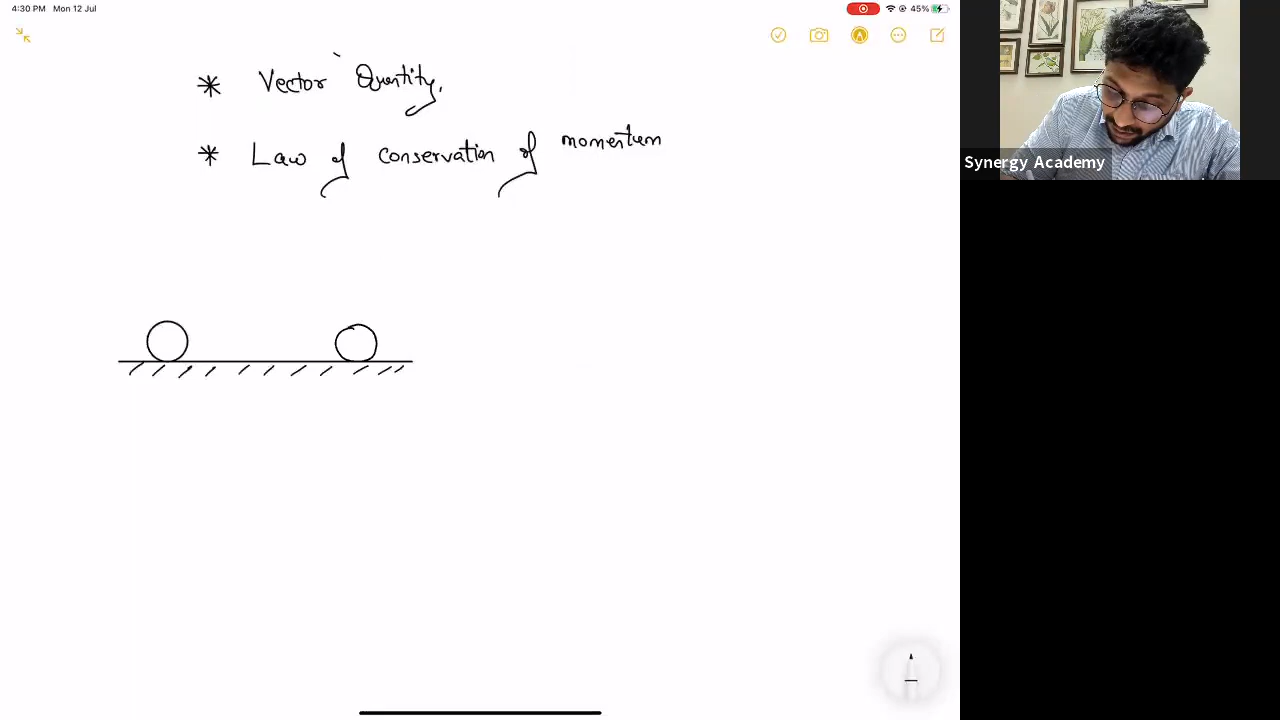 4:30 PM Mon 12 Jul
45%
* Vector Quantity.
* Law of conservation of momentum
Synergy Academy